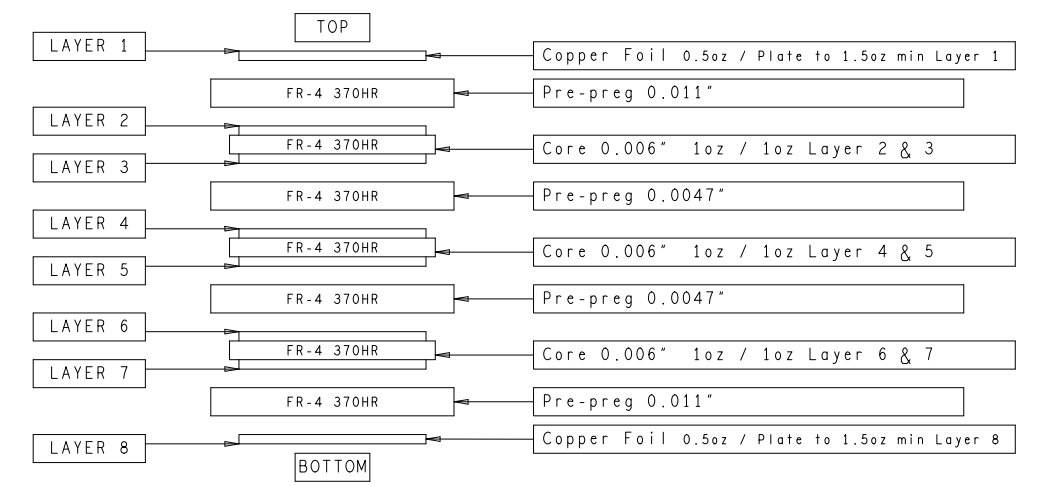 TOP
LAYER 1
Copper Foil 0.5oz / Plate to 1.5oz min Layer 1
FR-4 370HR
Pre-preg 0.011"
LAYER 2
FR-4 370HR
Core 0.006" 1oz / 1oz Layer 2 & 3
LAYER 3
FR-4 370HR
Pre-preg 0.0047"
LAYER 4
FR-4 370HR
Core 0.006" 1oz / 1oz Layer 4 & 5
LAYER 5
FR-4 370HR
Pre-preg 0.0047"
LAYER 6
FR-4 370HR
Core 0.006" 1oz / 1oz Layer 6 & 7
LAYER 7
FR-4 370HR
Pre-preg 0.011"
LAYER 8
Copper Foil 0.5oz / Plate to 1.5oz min Layer 8
BOTTOM